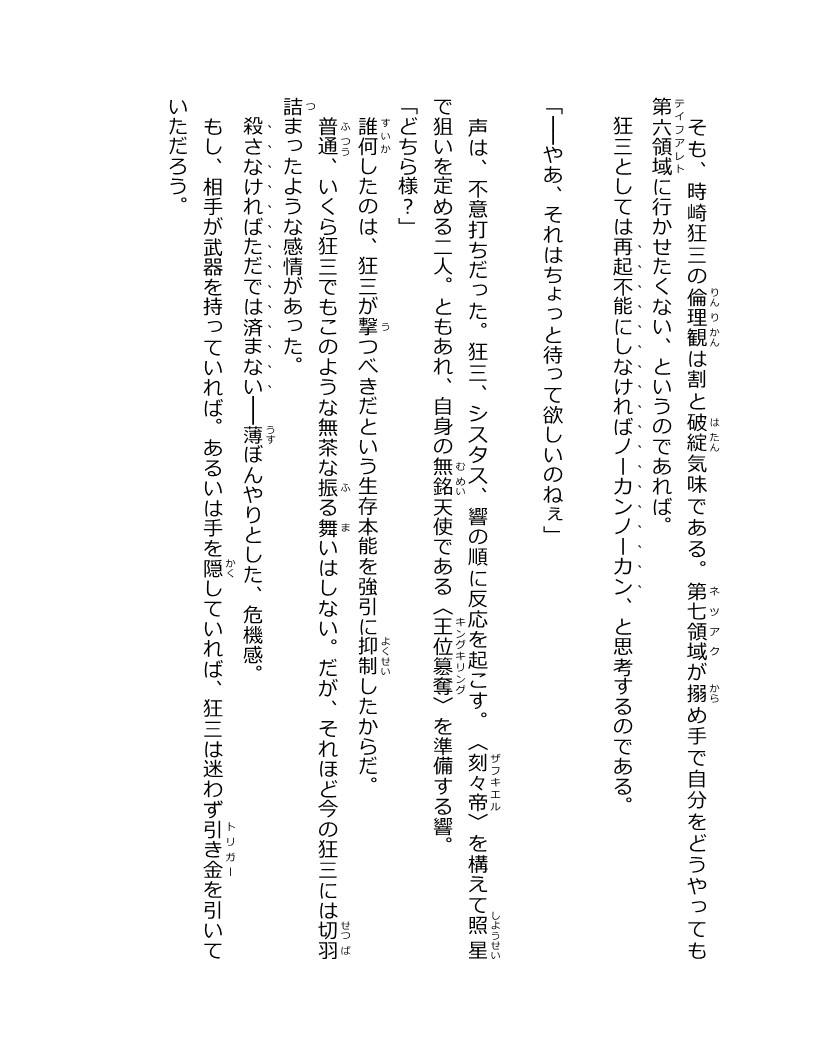 そも、時崎狂三の倫理観は割と破綻気味である。第七領域が搦め手で自分をどうやっても
第六領域に行かせたくない、というのであれば。
狂三としては再起不能にしなければノーカンノーカン、と思考するのである。
「――やあ、それはちょっと待って欲しいのねぇ」
声は、不意打ちだった。狂三、シスタス、響の順に反応を起こす。〈刻々帝〉を構えて照星
で狙いを定める二人。ともあれ、自身の無銘天使である〈王位簒奪〉を準備する響。
「どちら様？」
誰何したのは、狂三が撃つべきだという生存本能を強引に抑制したからだ。
普通、いくら狂三でもこのような無茶な振る舞いはしない。だが、それほど今の狂三には切羽
詰まったような感情があった。
殺さなければただでは済まない――薄ぼんやりとした、危機感。
もし、相手が武器を持っていれば。あるいは手を隠していれば、狂三は迷わず引き金を引いて
いただろう。